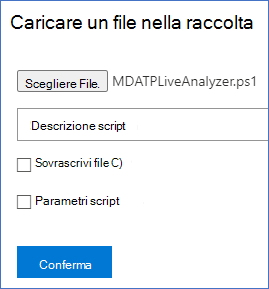 Caricare un file nella raccolta
Scegliere File. MDATPLiveAnalyzer.ps1
Descrizione script
Sovrascrivi file C)
Parametri script
Conferma